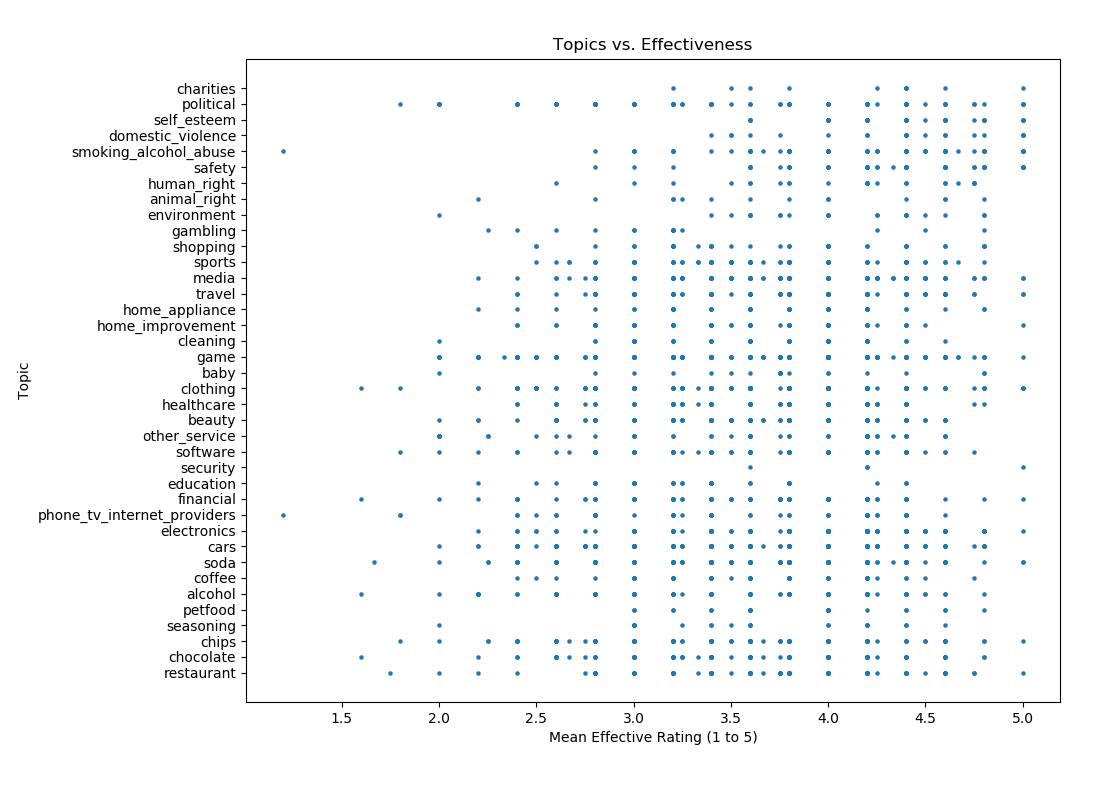 Topics vs. Effectiveness
charities
political
self_esteem
domestic_violence
smoking_alcohol_abuse
safety
human_right
animal_right
environment
gambling
shopping
sports
media
travel
home_appliance
home_improvement
cleaning
game
baby
clothing
healthcare
beauty
other_service
software
security
education
financial
phone_tv_internet_providers
electronics
cars
soda
coffee
alcohol
petfood
seasoning
chips
chocolate
restaurant
Topic
1.5 2.0 2.5 3.0 3.5 4.0 4.5 5.0
Mean Effective Rating (1 to 5)